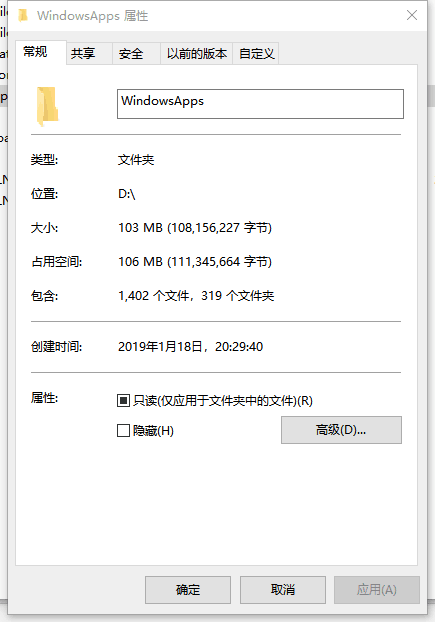 WindowsApps 属性
常规 共享 安全 以前的版本 自定义
WindowsApps
类型: 文件夹
位置: D:\
大小: 103 MB (108,156,227 字节)
占用空间: 106 MB (111,345,664 字节)
包含: 1,402 个文件，319 个文件夹
创建时间: 2019年1月18日，20:29:40
属性: 只读(仅应用于文件夹中的文件)(R)
隐藏(H) 高级(D)...
确定 取消 应用(A)